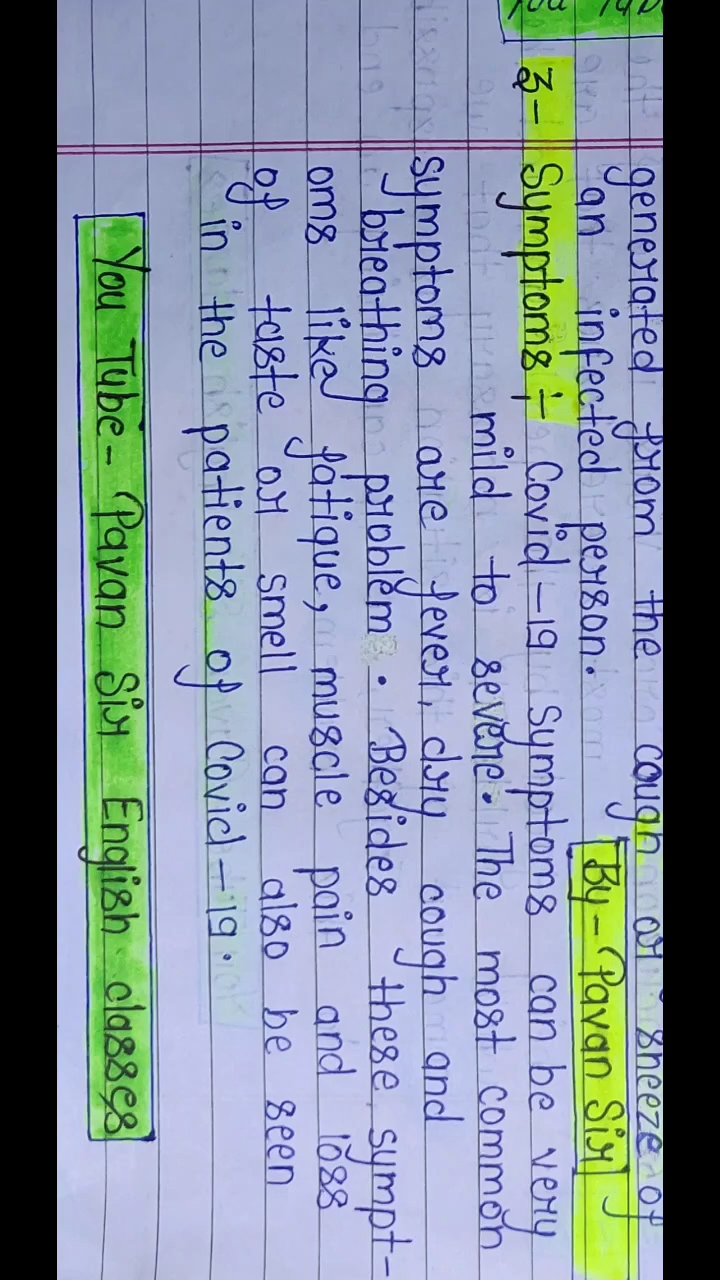 generated from the cough or sneeze of
an infected person.
By- Pavan Sir
3- Symptoms :- Covid-19 Symptoms can be very
mild to severe. The most common
symptoms are fever, dry cough and
breathing problem. Besides these sympt-
oms like fatique, muscle pain and loss
of taste or smell can also be seen
in the patients of Covid-19.
You Tube- Pavan Sir English classes